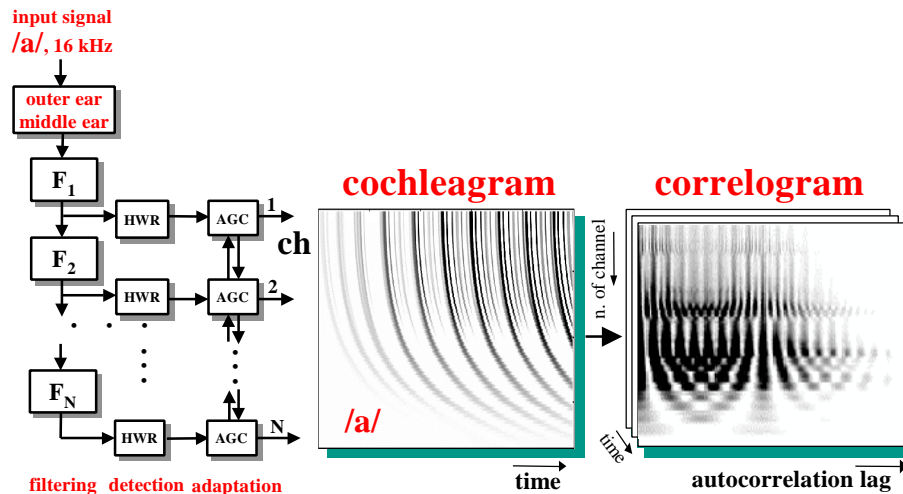 input signal
/a/, 16 kHz
outer ear
middle ear
F1
HWR
AGC
1
ch
F2
HWR
AGC
2
FN
HWR
AGC
N
filtering detection adaptation
cochleagram
/a/
time
correlogram
n. of channel
time
autocorrelation lag